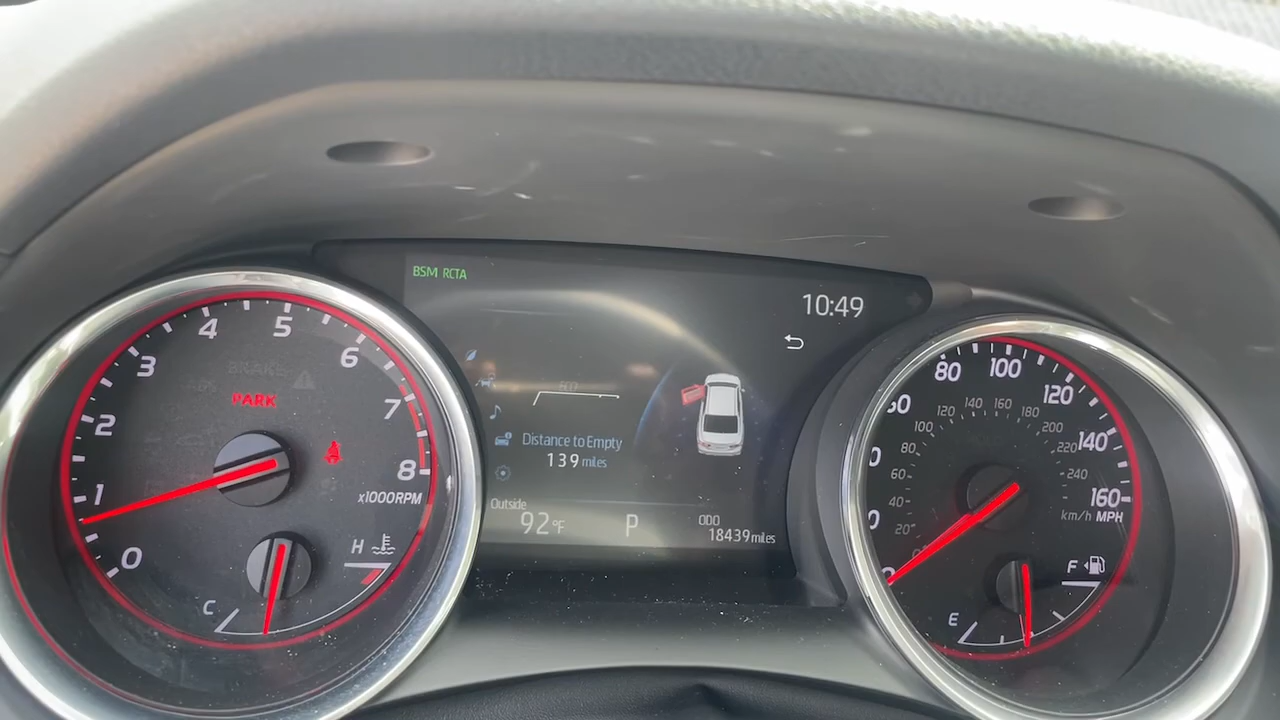 BSM RCTA
10:49
4
5
3
6
2
7
1
8
0
x1000RPM
BRAKE
PARK
H
C
ECO
Distance to Empty
139 miles
Outside
92°F
P
ODO
18439 miles
80
100
120
140
160
km/h MPH
20
40
60
80
100
120
140
160
180
200
220
240
F
E